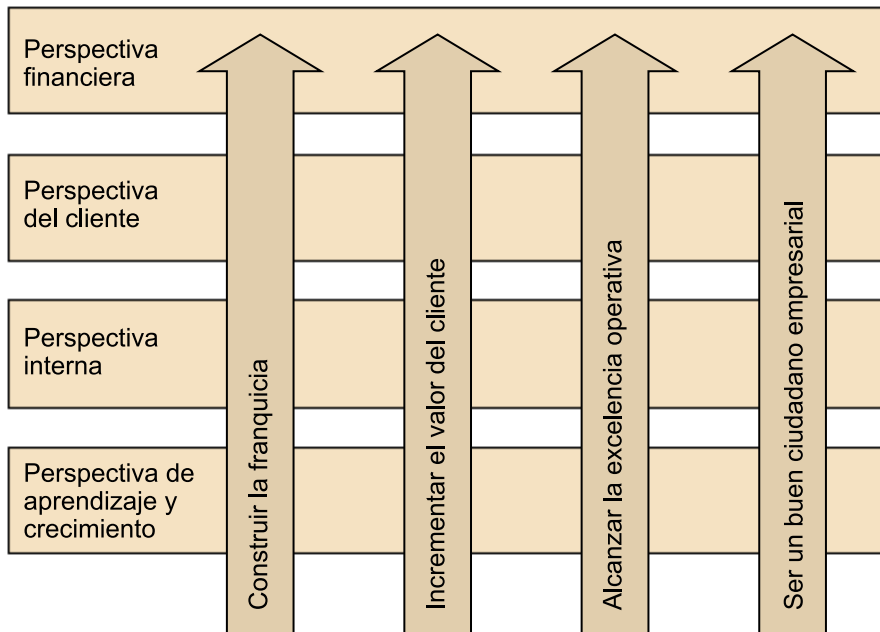 Perspectiva
financiera
Perspectiva
del cliente
Perspectiva
interna
Perspectiva de
aprendizaje y
crecimiento
Construir la franquicia
Incrementar el valor del cliente
Alcanzar la excelencia operativa
Ser un buen ciudadano empresarial